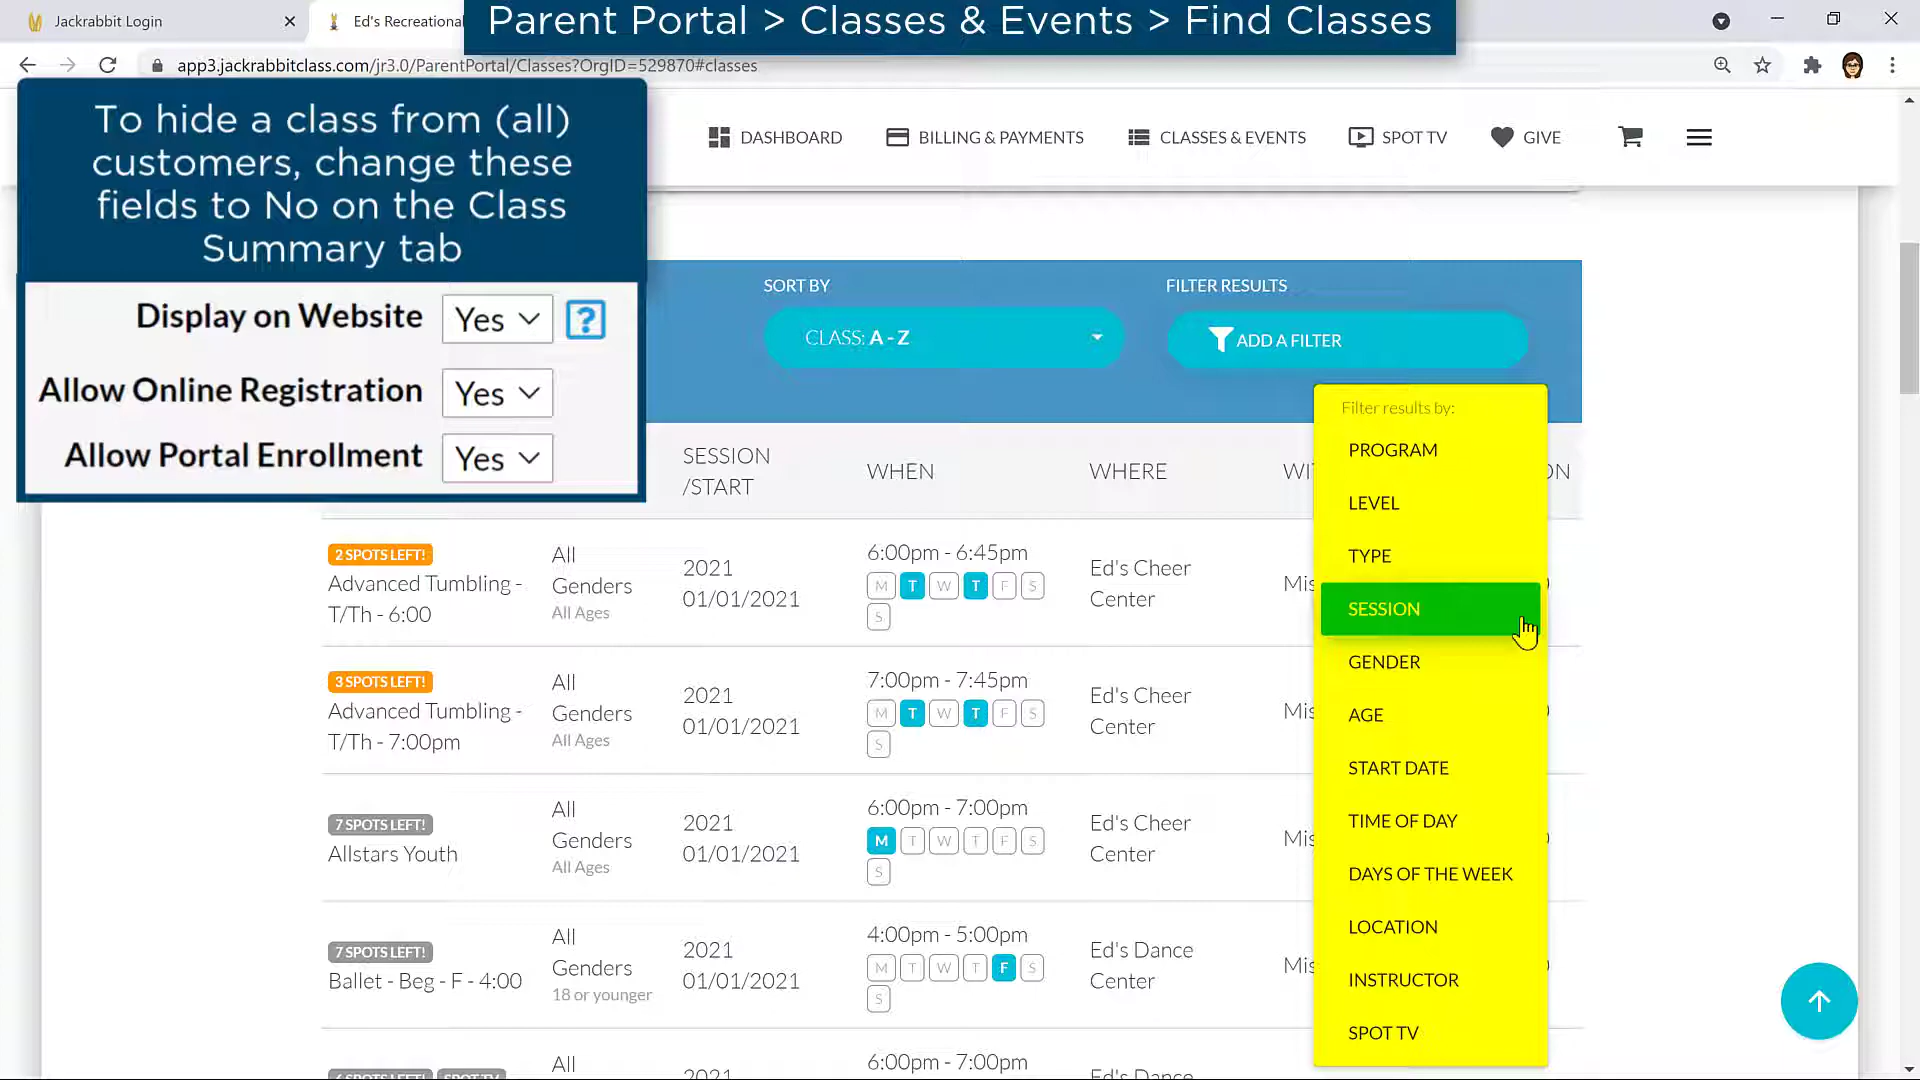 Jackrabbit Login
Ed's Recreational
Parent Portal > Classes & Events > Find Classes
app3.jackrabbitclass.com/jr3.0/ParentPortal/Classes?OrgID=529870#classes
To hide a class from (all)
customers, change these
fields to No on the Class
Summary tab
Display on Website Yes ?
Allow Online Registration Yes
Allow Portal Enrollment Yes
DASHBOARD BILLING & PAYMENTS CLASSES & EVENTS SPOT TV GIVE
SORT BY
CLASS: A - Z
FILTER RESULTS
ADD A FILTER
SESSION
/START
WHEN
WHERE
Filter results by:
PROGRAM
LEVEL
TYPE
SESSION
GENDER
AGE
START DATE
TIME OF DAY
DAYS OF THE WEEK
LOCATION
INSTRUCTOR
SPOT TV
2 SPOTS LEFT!
Advanced Tumbling -
T/Th - 6:00
All
Genders
All Ages
2021
01/01/2021
6:00pm - 6:45pm
M T W T F S
S
Ed's Cheer
Center
3 SPOTS LEFT!
Advanced Tumbling -
T/Th - 7:00pm
All
Genders
All Ages
2021
01/01/2021
7:00pm - 7:45pm
M T W T F S
S
Ed's Cheer
Center
7 SPOTS LEFT!
Allstars Youth
All
Genders
All Ages
2021
01/01/2021
6:00pm - 7:00pm
M T W T F S
S
Ed's Cheer
Center
7 SPOTS LEFT!
Ballet - Beg - F - 4:00
All
Genders
18 or younger
2021
01/01/2021
4:00pm - 5:00pm
M T W T F S
S
Ed's Dance
Center
SPOTS LEFT! SPOT TV
All
2021
6:00pm - 7:00pm
Ed's Dance